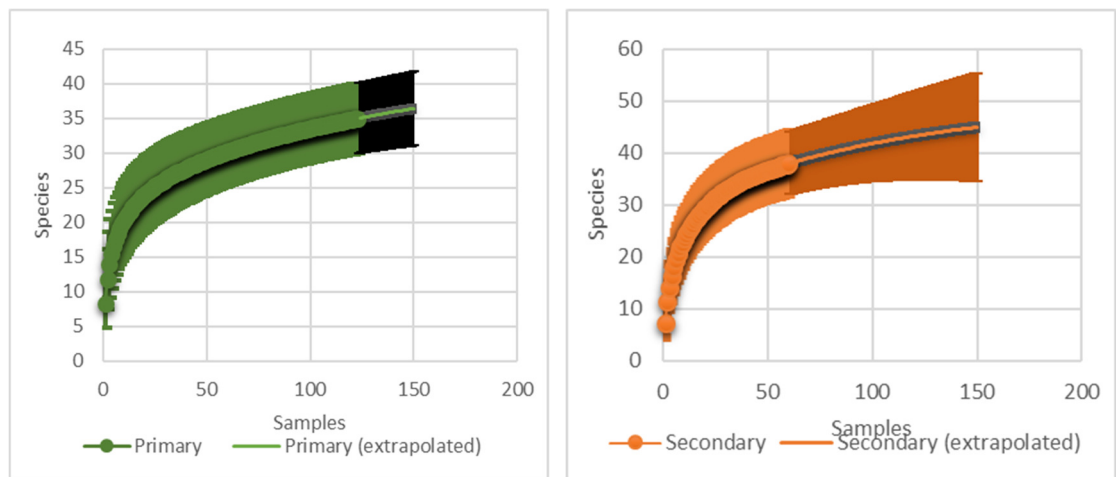 45
40
35
30
25
20
15
10
5
0
Species
0 50 100 150 200
Samples
Primary Primary (extrapolated)
60
50
40
30
20
10
0
Species
0 50 100 150 200
Samples
Secondary Secondary (extrapolated)